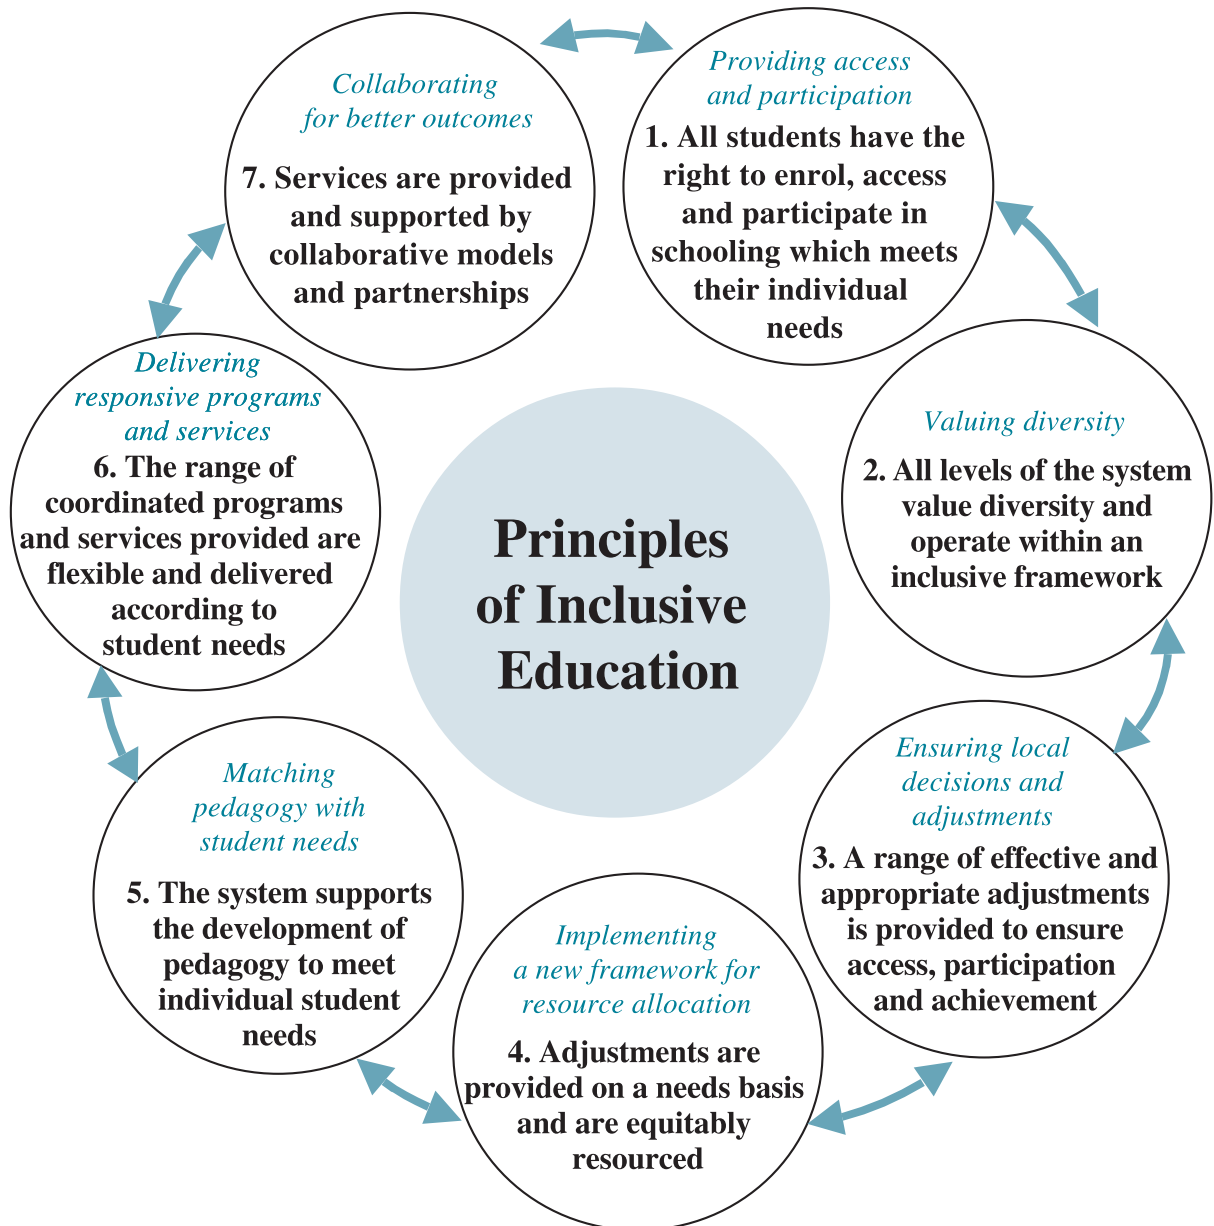 Providing access
and participation
1. All students have the
right to enrol, access
and participate in
schooling which meets
their individual
needs
Valuing diversity
2. All levels of the system
value diversity and
operate within an
inclusive framework
Ensuring local
decisions and
adjustments
3. A range of effective and
appropriate adjustments
is provided to ensure
access, participation
and achievement
Implementing
a new framework for
resource allocation
4. Adjustments are
provided on a needs basis
and are equitably
resourced
Matching
pedagogy with
student needs
5. The system supports
the development of
pedagogy to meet
individual student
needs
Delivering
responsive programs
and services
6. The range of
coordinated programs
and services provided are
flexible and delivered
according to
student needs
Collaborating
for better outcomes
7. Services are provided
and supported by
collaborative models
and partnerships
Principles
of Inclusive
Education